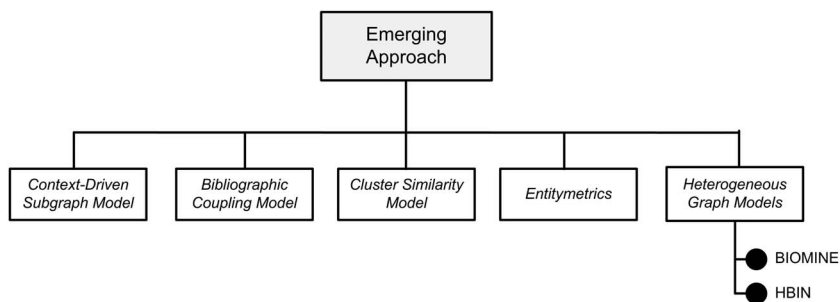 Emerging
Approach
Context-Driven
Subgraph Model
Bibliographic
Coupling Model
Cluster Similarity
Model
Entitymetrics
Heterogeneous
Graph Models
BIOMINE
HBIN